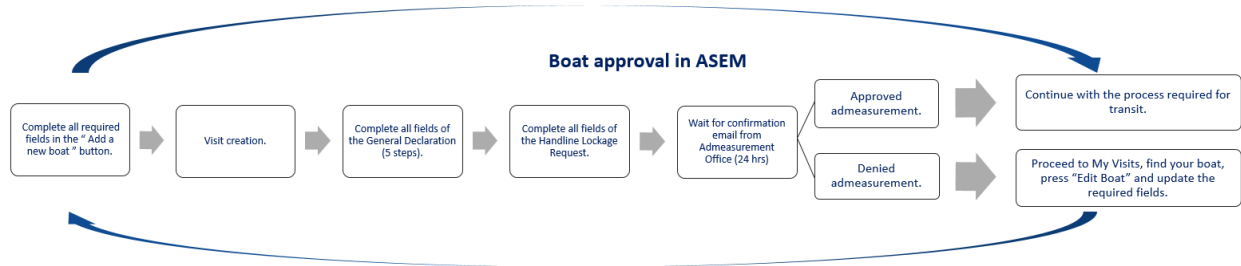 Boat approval in ASEM
Complete all required
fields in the “ Add a
new boat ” button.
Visit creation.
Complete all fields of
the General Declaration
(5 steps).
Complete all fields of
the Handline Lockage
Request.
Wait for confirmation
email from
Admeasurement
Office (24 hrs)
Approved
admeasurement.
Continue with the process required for
transit.
Denied
admeasurement.
Proceed to My Visits, find your boat,
press “Edit Boat” and update the
required fields.